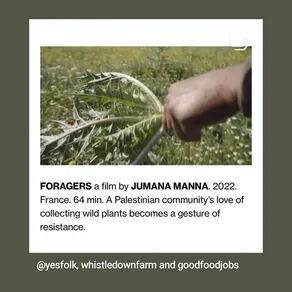 FORAGERS a film by JUMANA MANNA. 2022.
France. 64 min. A Palestinian community's love of
collecting wild plants becomes a gesture of
resistance.
@yesfolk, whistledownfarm and goodfoodjobs